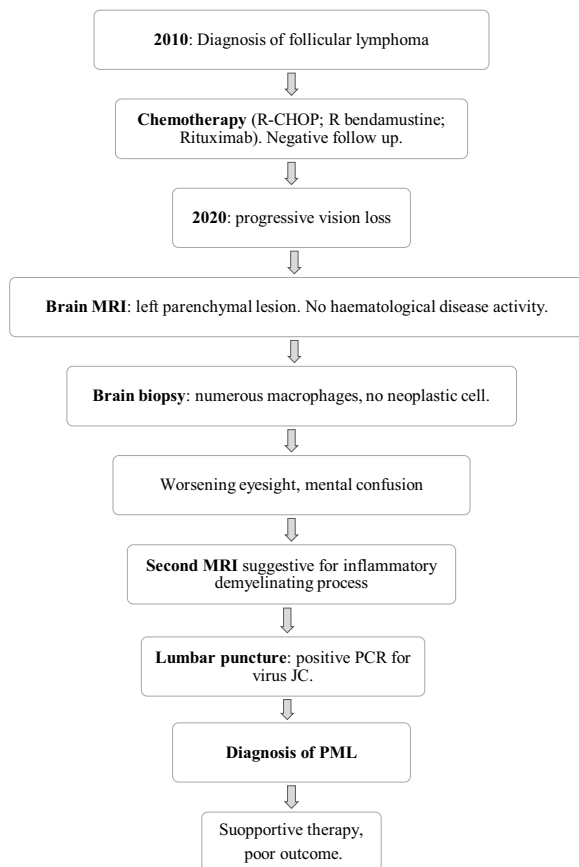 2010: Diagnosis of follicular lymphoma
Chemotherapy (R-CHOP; R bendamustine;
Rituximab). Negative follow up.
2020: progressive vision loss
Brain MRI: left parenchymal lesion. No haematological disease activity.
Brain biopsy: numerous macrophages, no neoplastic cell.
Worsening eyesight, mental confusion
Second MRI suggestive for inflammatory
demyelinating process
Lumbar puncture: positive PCR for
virus JC.
Diagnosis of PML
Suopportive therapy,
poor outcome.